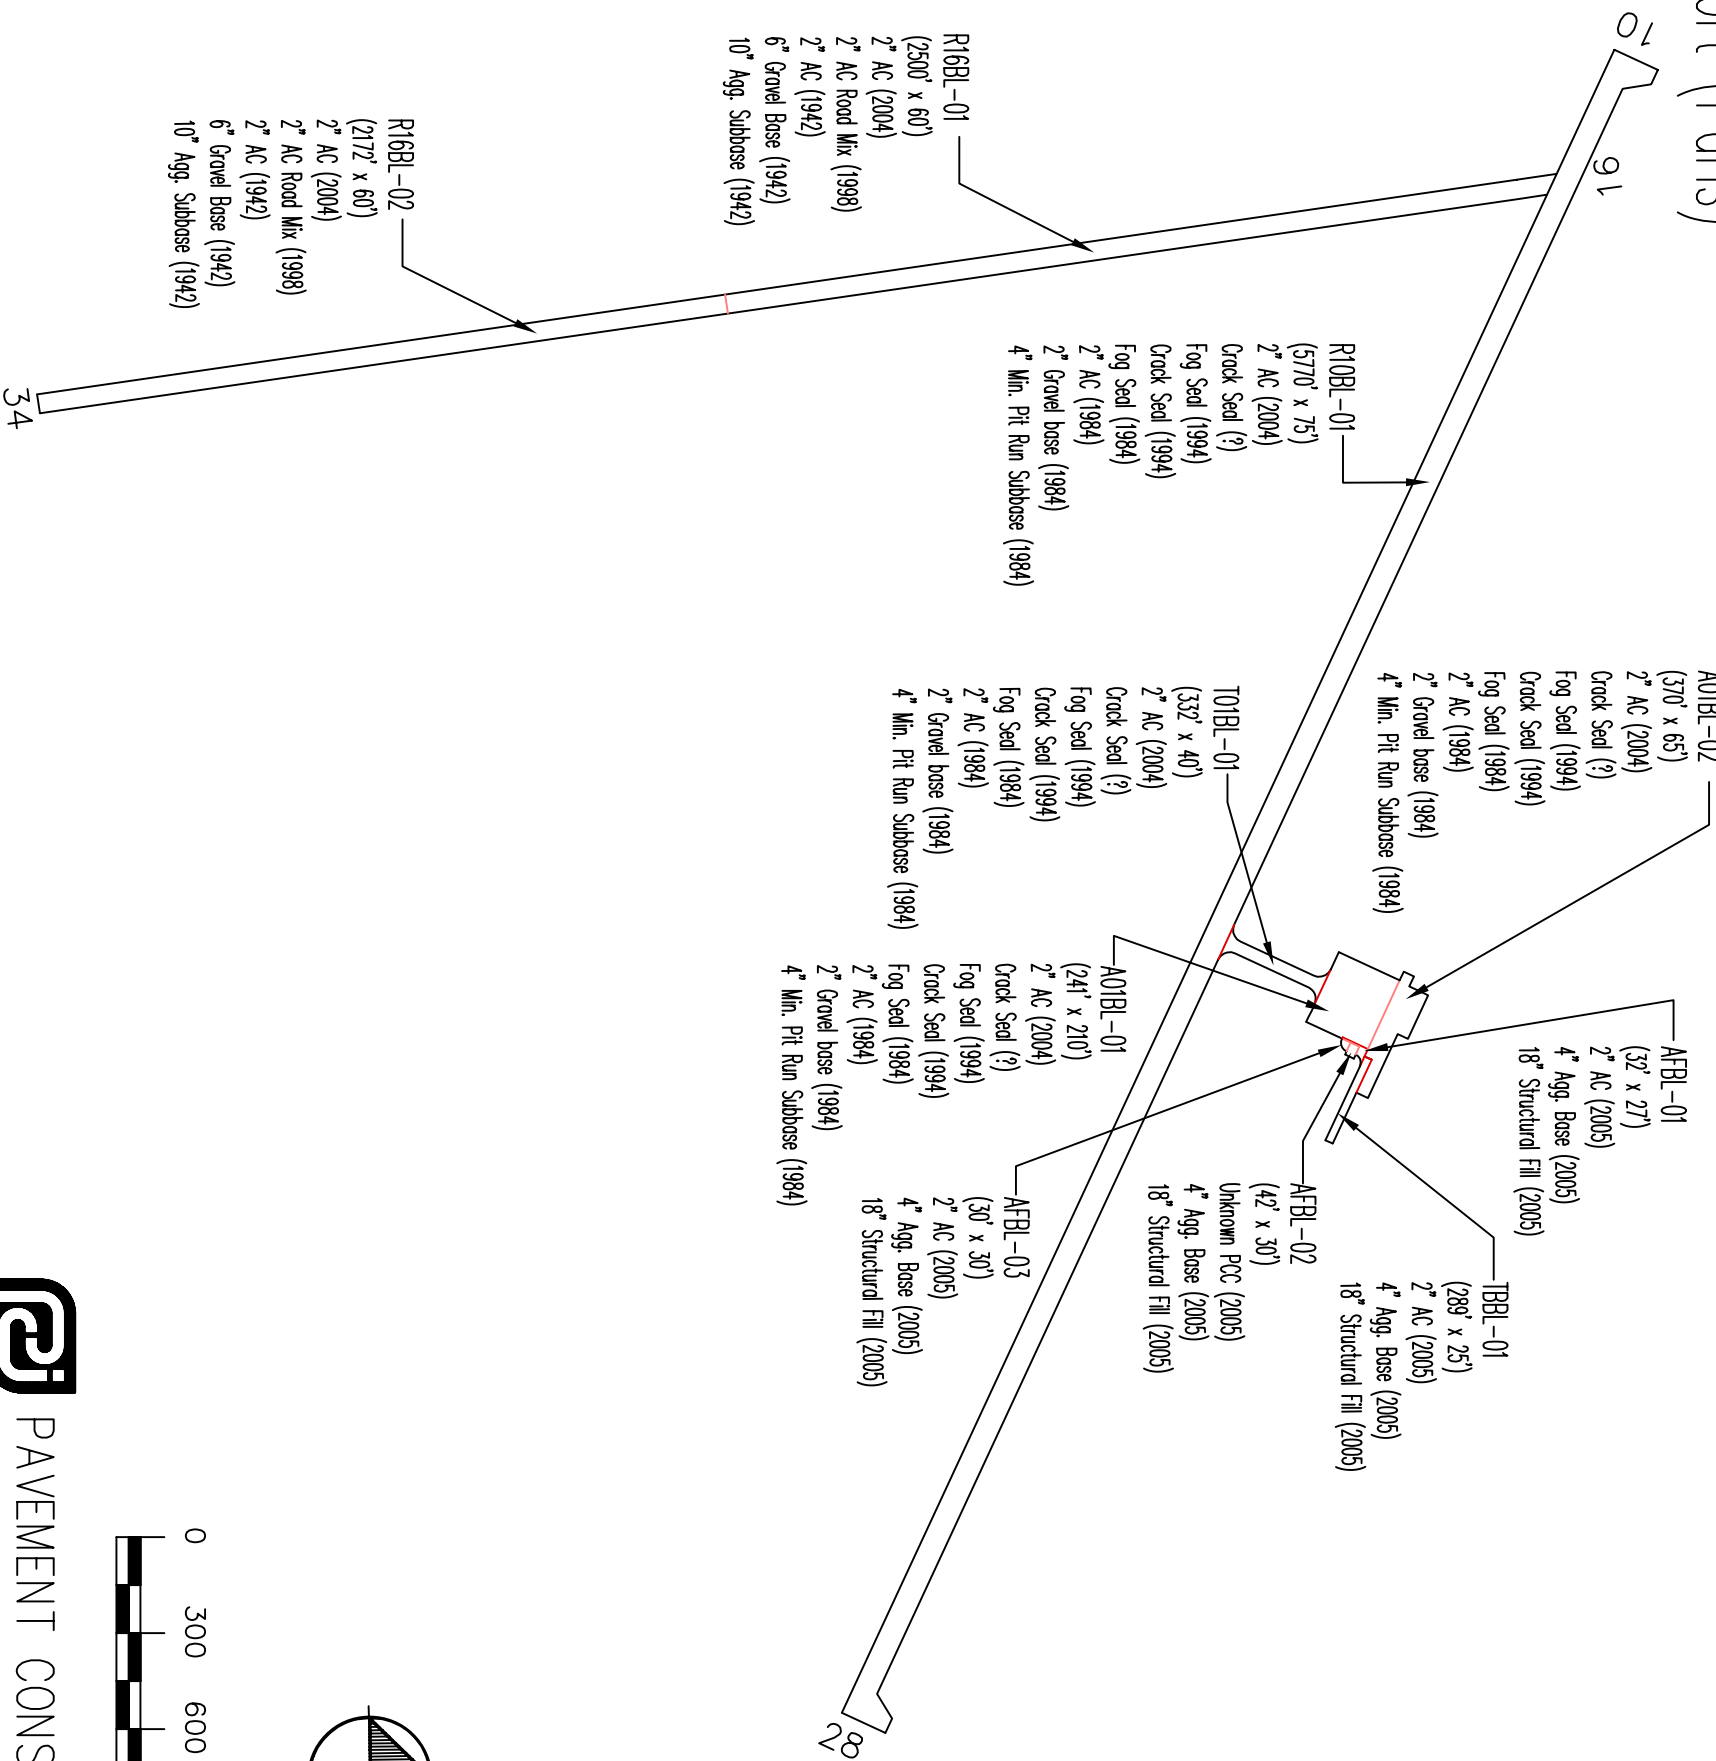 10
16
R16BL-01
(2500' x 60')
2" AC (2004)
2" AC Road Mix (1998)
2" AC (1942)
6" Gravel Base (1942)
10" Agg. Subbase (1942)
R16BL-02
(2172' x 60')
2" AC (2004)
2" AC Road Mix (1998)
2" AC (1942)
6" Gravel Base (1942)
10" Agg. Subbase (1942)
34
R10BL-01
(5770' x 75')
2" AC (2004)
Crack Seal (?)
Fog Seal (1994)
Crack Seal (1994)
Fog Seal (1984)
2" AC (1984)
2" Gravel base (1984)
4" Min. Pit Run Subbase (1984)
A01BL-02
(370' x 65')
2" AC (2004)
Crack Seal (?)
Fog Seal (1994)
Crack Seal (1994)
Fog Seal (1984)
2" AC (1984)
2" Gravel base (1984)
4" Min. Pit Run Subbase (1984)
T01BL-01
(332' x 40')
2" AC (2004)
Crack Seal (?)
Fog Seal (1994)
Crack Seal (1994)
Fog Seal (1984)
2" AC (1984)
2" Gravel base (1984)
4" Min. Pit Run Subbase (1984)
A01BL-01
(241' x 210')
2" AC (2004)
Crack Seal (?)
Fog Seal (1994)
Crack Seal (1994)
Fog Seal (1984)
2" AC (1984)
2" Gravel base (1984)
4" Min. Pit Run Subbase (1984)
AFBL-01
(32' x 27')
2" AC (2005)
4" Agg. Base (2005)
18" Structural Fill (2005)
AFBL-02
(42' x 30')
Unknown PCC (2005)
4" Agg. Base (2005)
18" Structural Fill (2005)
AFBL-03
(30' x 30')
2" AC (2005)
4" Agg. Base (2005)
18" Structural Fill (2005)
TBBL-01
(289' x 25')
2" AC (2005)
4" Agg. Base (2005)
18" Structural Fill (2005)
28
0 300 600
PAVEMENT CONS